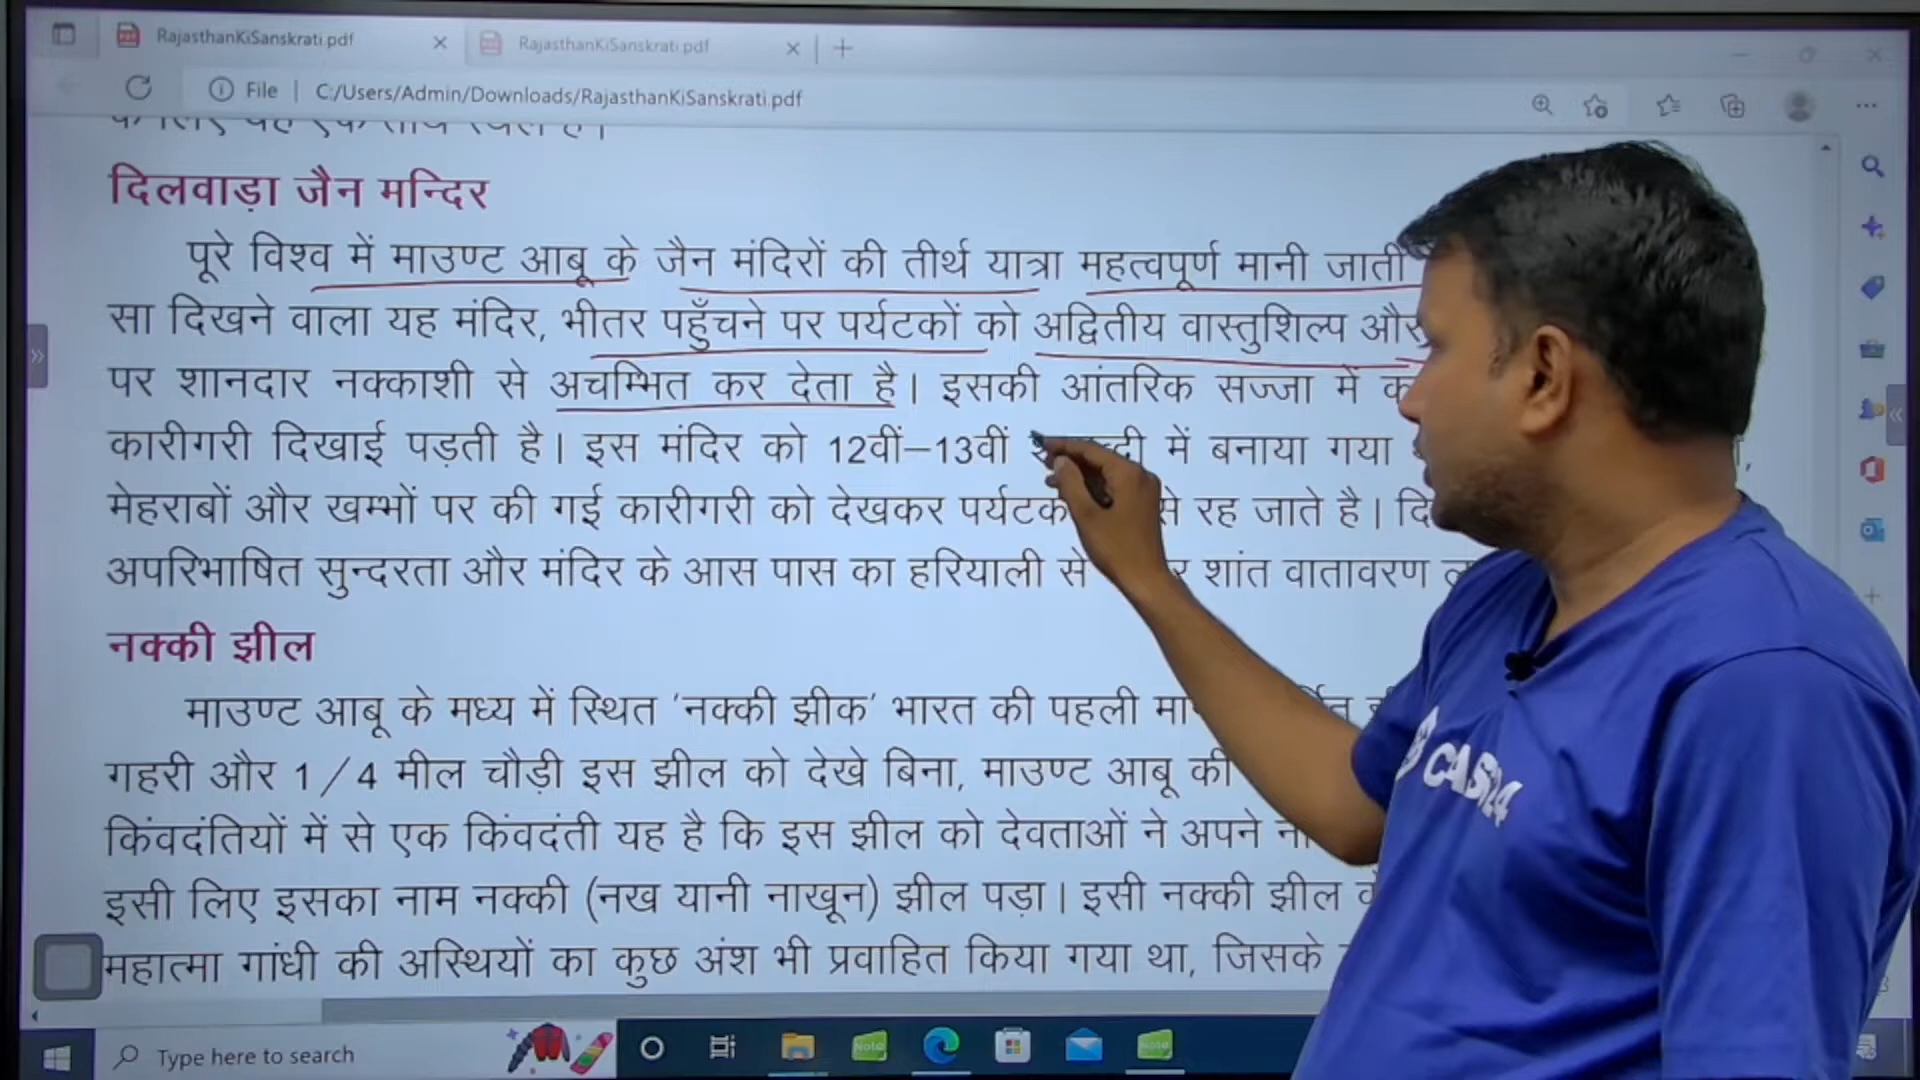 RajasthanKiSanskrati.pdf
RajasthanKiSanskrati.pdf
File C:/Users/Admin/Downloads/RajasthanKiSanskrati.pdf
दिलवाड़ा जैन मन्दिर
पूरे विश्व में माउण्ट आबू के जैन मंदिरों की तीर्थ यात्रा महत्वपूर्ण मानी जाती
सा दिखने वाला यह मंदिर, भीतर पहुँचने पर पर्यटकों को अद्वितीय वास्तुशिल्प और
पर शानदार नक्काशी से अचम्भित कर देता है। इसकी आंतरिक सज्जा में
कारीगरी दिखाई पड़ती है। इस मंदिर को 12वीं–13वीं में बनाया गया
मेहराबों और खम्भों पर की गई कारीगरी को देखकर पर्यटक से रह जाते है।
अपरिभाषित सुन्दरता और मंदिर के आस पास का हरियाली से शांत वातावरण
नक्की झील
माउण्ट आबू के मध्य में स्थित 'नक्की झीक' भारत की पहली
गहरी और 1/4 मील चौड़ी इस झील को देखे बिना, माउण्ट आबू की
किंवदंतियों में से एक किंवदंती यह है कि इस झील को देवताओं ने अपने
इसी लिए इसका नाम नक्की (नख यानी नाखून) झील पड़ा। इसी नक्की झील
महात्मा गांधी की अस्थियों का कुछ अंश भी प्रवाहित किया गया था, जिसके
Type here to search